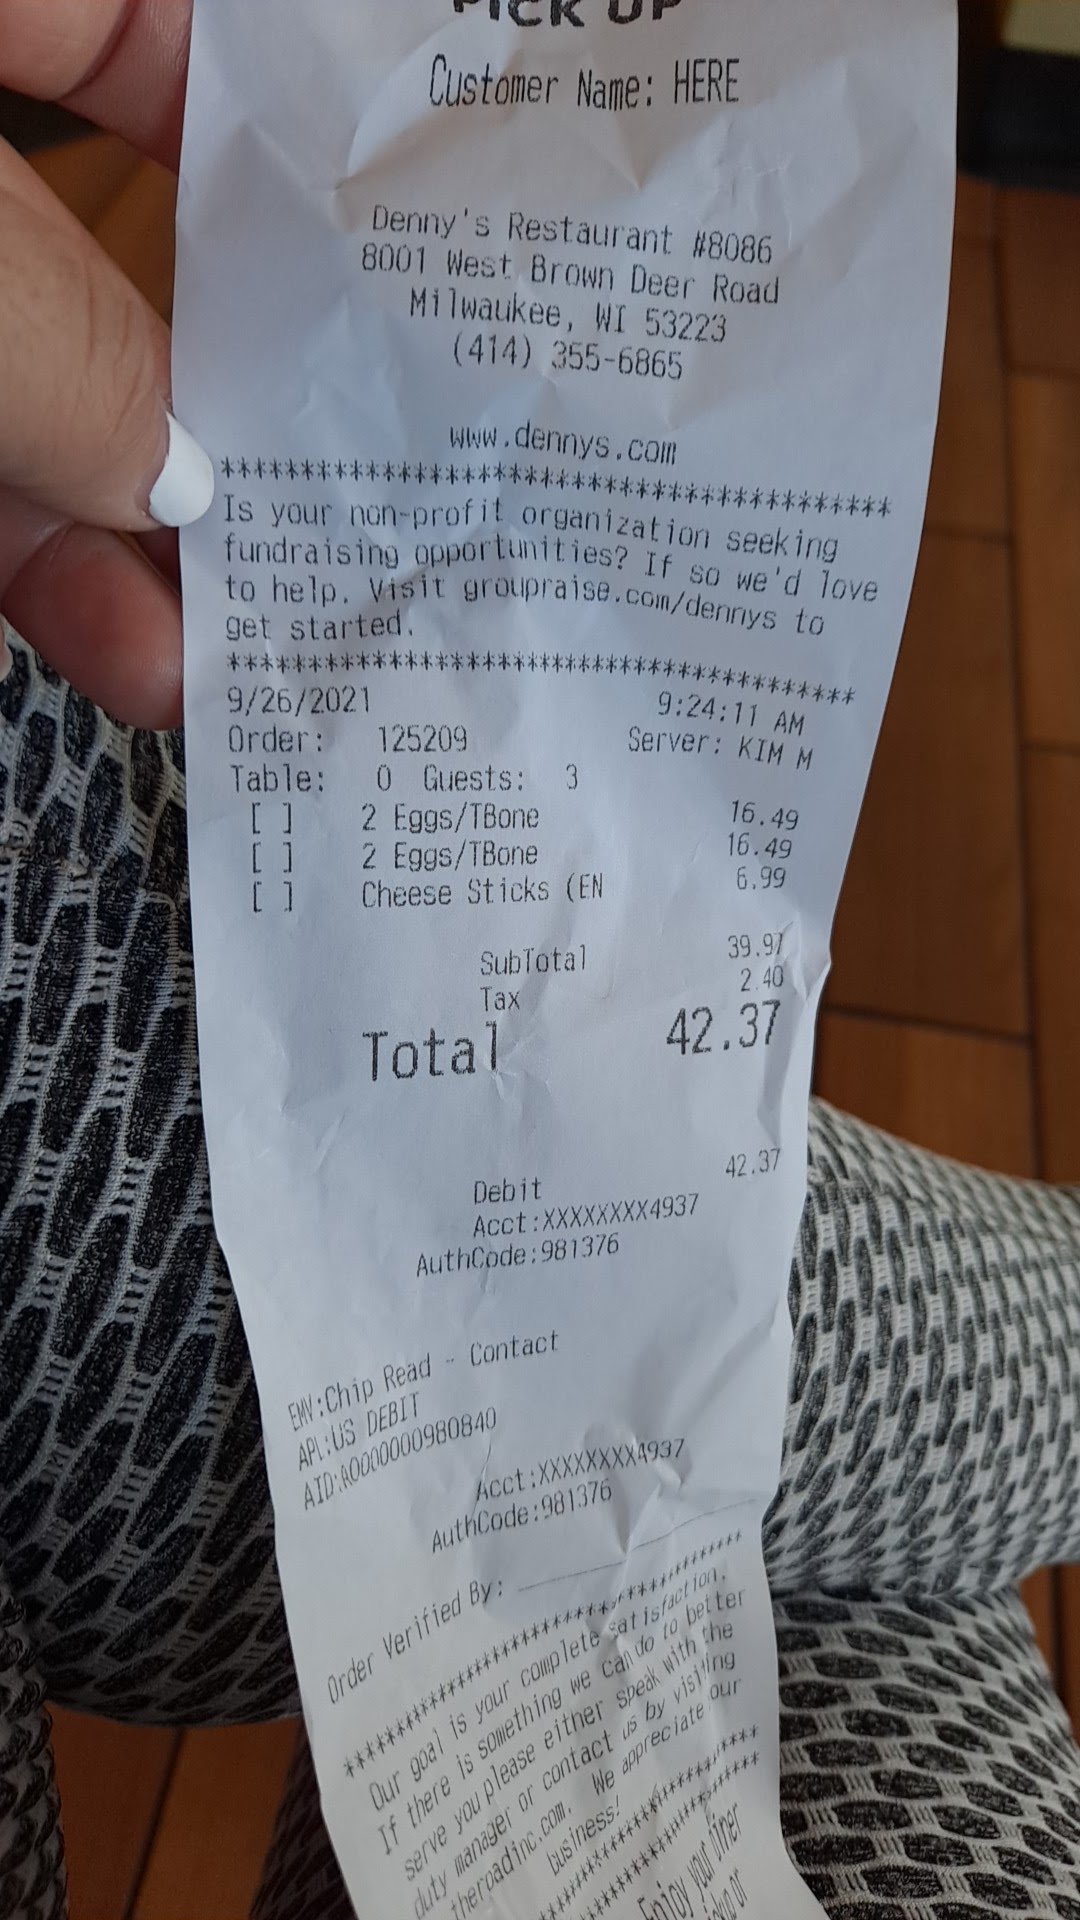 PICK UP
Customer Name: HERE
Denny's Restaurant #8086
8001 West Brown Deer Road
Milwaukee, WI 53223
(414) 355-6865
www.dennys.com
******************************************
Is your non-profit organization seeking
fundraising opportunities? If so we'd love
to help. Visit groupraise.com/dennys to
get started.
******************************************
9/26/2021 9:24:11 AM
Order: 125209 Server: KIM M
Table: 0 Guests: 3
[ ] 2 Eggs/TBone 16.49
[ ] 2 Eggs/TBone 16.49
[ ] Cheese Sticks (EN 6.99
SubTotal 39.97
Tax 2.40
Total 42.37
Debit 42.37
Acct:XXXXXXXX4937
AuthCode:981376
EMV:Chip Read - Contact
APL:US DEBIT
AID:A0000000980840
Acct:XXXXXXXX4937
AuthCode:981376
Order Verified By:
******************************************
Our goal is your complete satisfaction.
If there is something we can do to better
serve you please either speak with the
duty manager or contact us by visiting
theroadinc.com. We appreciate our
business!
******************************************
******************************************
Enjoy your diner
or